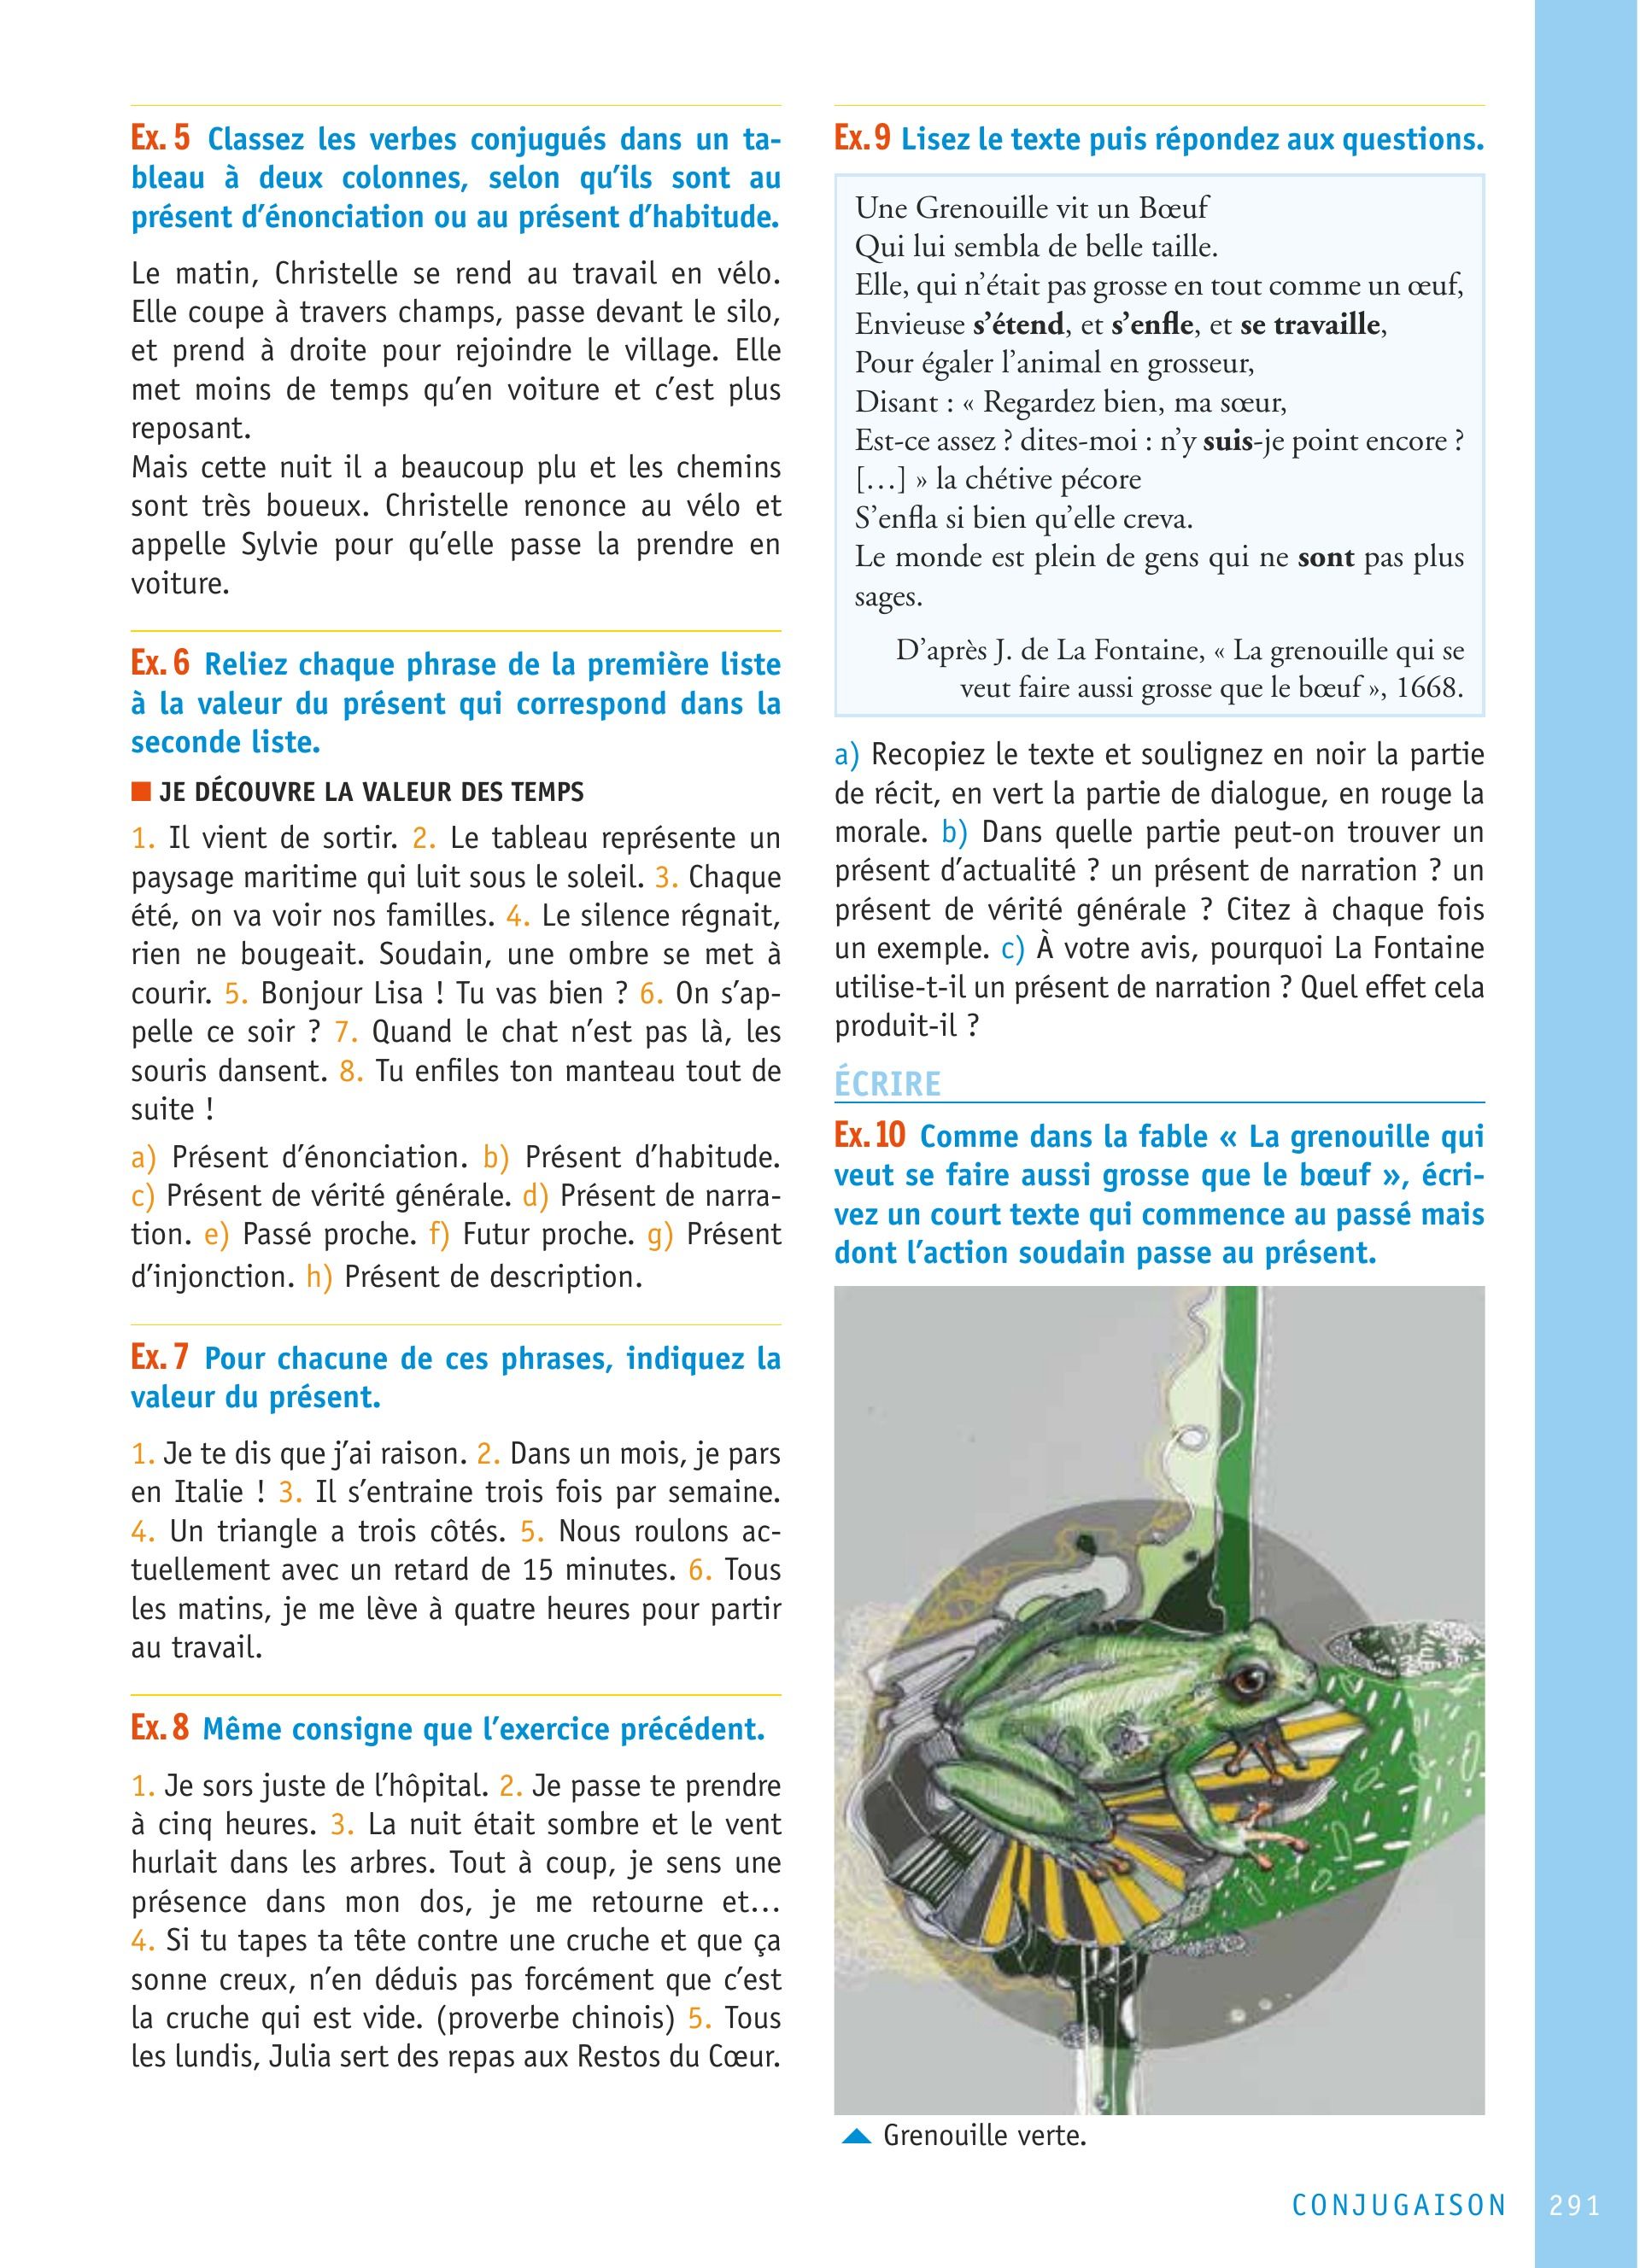 Ex. 5 Classez les verbes conjugués dans un ta-
bleau à deux colonnes, selon qu'ils sont au
présent d'énonciation ou au présent d'habitude.
Le matin, Christelle se rend au travail en vélo.
Elle coupe à travers champs, passe devant le silo,
et prend à droite pour rejoindre le village. Elle
met moins de temps qu'en voiture et c'est plus
reposant.
Mais cette nuit il a beaucoup plu et les chemins
sont très boueux. Christelle renonce au vélo et
appelle Sylvie pour qu'elle passe la prendre en
voiture.
Ex. 6 Reliez chaque phrase de la première liste
à la valeur du présent qui correspond dans la
seconde liste.
JE DÉCOUVRE LA VALEUR DES TEMPS
1. Il vient de sortir. 2. Le tableau représente un
paysage maritime qui luit sous le soleil. 3. Chaque
été, on va voir nos familles. 4. Le silence régnait,
rien ne bougeait. Soudain, une ombre se met à
courir. 5. Bonjour Lisa ! Tu vas bien ? 6. On s'ap-
pelle ce soir ? 7. Quand le chat n'est pas là, les
souris dansent. 8. Tu enfiles ton manteau tout de
suite !
a) Présent d'énonciation. b) Présent d'habitude.
c) Présent de vérité générale. d) Présent de narra-
tion. e) Passé proche. f) Futur proche. g) Présent
d'injonction. h) Présent de description.
Ex. 7 Pour chacune de ces phrases, indiquez la
valeur du présent.
1. Je te dis que j'ai raison. 2. Dans un mois, je pars
en Italie ! 3. Il s'entraine trois fois par semaine.
4. Un triangle a trois côtés. 5. Nous roulons ac-
tuellement avec un retard de 15 minutes. 6. Tous
les matins, je me lève à quatre heures pour partir
au travail.
Ex. 8 Même consigne que l'exercice précédent.
1. Je sors juste de l'hôpital. 2. Je passe te prendre
à cinq heures. 3. La nuit était sombre et le vent
hurlait dans les arbres. Tout à coup, je sens une
présence dans mon dos, je me retourne et...
4. Si tu tapes ta tête contre une cruche et que ça
sonne creux, n'en déduis pas forcément que c'est
la cruche qui est vide. (proverbe chinois) 5. Tous
les lundis, Julia sert des repas aux Restos du Cœur.
Ex. 9 Lisez le texte puis répondez aux questions.
Une Grenouille vit un Bœuf
Qui lui sembla de belle taille.
Elle, qui n'était pas grosse en tout comme un œuf,
Envieuse s'étend, et s'enfle, et se travaille,
Pour égaler l'animal en grosseur,
Disant : « Regardez bien, ma sœur,
Est-ce assez ? dites-moi : n'y suis-je point encore ?
[…] » la chétive pécore
S'enfla si bien qu'elle creva.
Le monde est plein de gens qui ne sont pas plus
sages.
D'après J. de La Fontaine, « La grenouille qui se
veut faire aussi grosse que le bœuf », 1668.
a) Recopiez le texte et soulignez en noir la partie
de récit, en vert la partie de dialogue, en rouge la
morale. b) Dans quelle partie peut-on trouver un
présent d'actualité ? un présent de narration ? un
présent de vérité générale ? Citez à chaque fois
un exemple. c) À votre avis, pourquoi La Fontaine
utilise-t-il un présent de narration ? Quel effet cela
produit-il ?
ÉCRIRE
Ex. 10 Comme dans la fable « La grenouille qui
veut se faire aussi grosse que le bœuf », écri-
vez un court texte qui commence au passé mais
dont l'action soudain passe au présent.
Grenouille verte.
CONJUGAISON 291